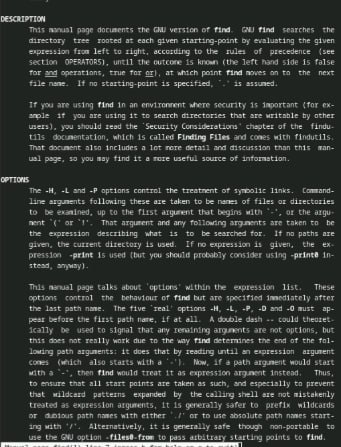 DESCRIPTION
This manual page documents the GNU version of find. GNU find searches the
directory tree rooted at each given starting-point by evaluating the given
expression from left to right, according to the rules of precedence (see
section OPERATORS), until the outcome is known (the left hand side is false
for and operations, true for or), at which point find moves on to the next
file name. If no starting-point is specified, `.' is assumed.
If you are using find in an environment where security is important (for ex-
ample if you are using it to search directories that are writable by other
users), you should read the `Security Considerations' chapter of the findu-
tils documentation, which is called Finding Files and comes with findutils.
That document also includes a lot more detail and discussion than this man-
ual page, so you may find it a more useful source of information.
OPTIONS
The -H, -L and -P options control the treatment of symbolic links. Command-
line arguments following these are taken to be names of files or directories
to be examined, up to the first argument that begins with `-', or the argu-
ment `(' or `!'. That argument and any following arguments are taken to be
the expression describing what is to be searched for. If no paths are
given, the current directory is used. If no expression is given, the ex-
pression -print is used (but you should probably consider using -print0 in-
stead, anyway).
This manual page talks about `options' within the expression list. These
options control the behaviour of find but are specified immediately after
the last path name. The five `real' options -H, -L, -P, -D and -O must ap-
pear before the first path name, if at all. A double dash -- could theoret-
ically be used to signal that any remaining arguments are not options, but
this does not really work due to the way find determines the end of the fol-
lowing path arguments: it does that by reading until an expression argument
comes (which also starts with a `-'). Now, if a path argument would start
with a `-', then find would treat it as expression argument instead. Thus,
to ensure that all start points are taken as such, and especially to prevent
that wildcard patterns expanded by the calling shell are not mistakenly
treated as expression arguments, it is generally safer to prefix wildcards
or dubious path names with either `./' or to use absolute path names start-
ing with '/'. Alternatively, it is generally safe though non-portable to
use the GNU option -files0-from to pass arbitrary starting points to find.